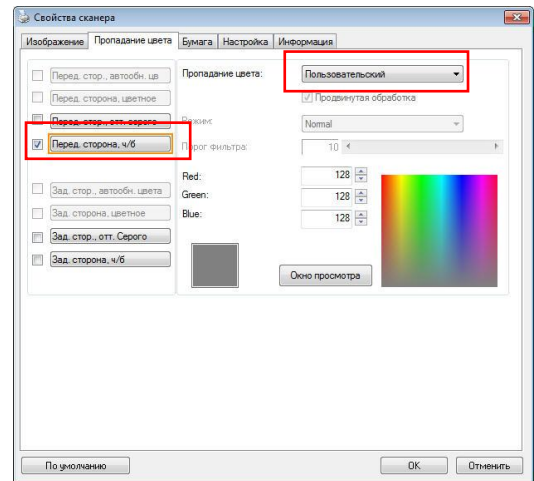 Свойства сканера
Изображение Пропадание цвета Бумага Настройка Информация
Перед. стор., автообн. цв
Перед. сторона, цветное
Перед. стор., отт. серого
Перед. сторона, ч/б
Зад. стор., автообн. цвета
Зад. сторона, цветное
Зад. стор., отт. Серого
Зад. сторона, ч/б
Пропадание цвета: Пользовательский
Продвинутая обработка
Режим: Normal
Порог фильтра: 10
Red: 128
Green: 128
Blue: 128
Окно просмотра
По умолчанию OK Отменить